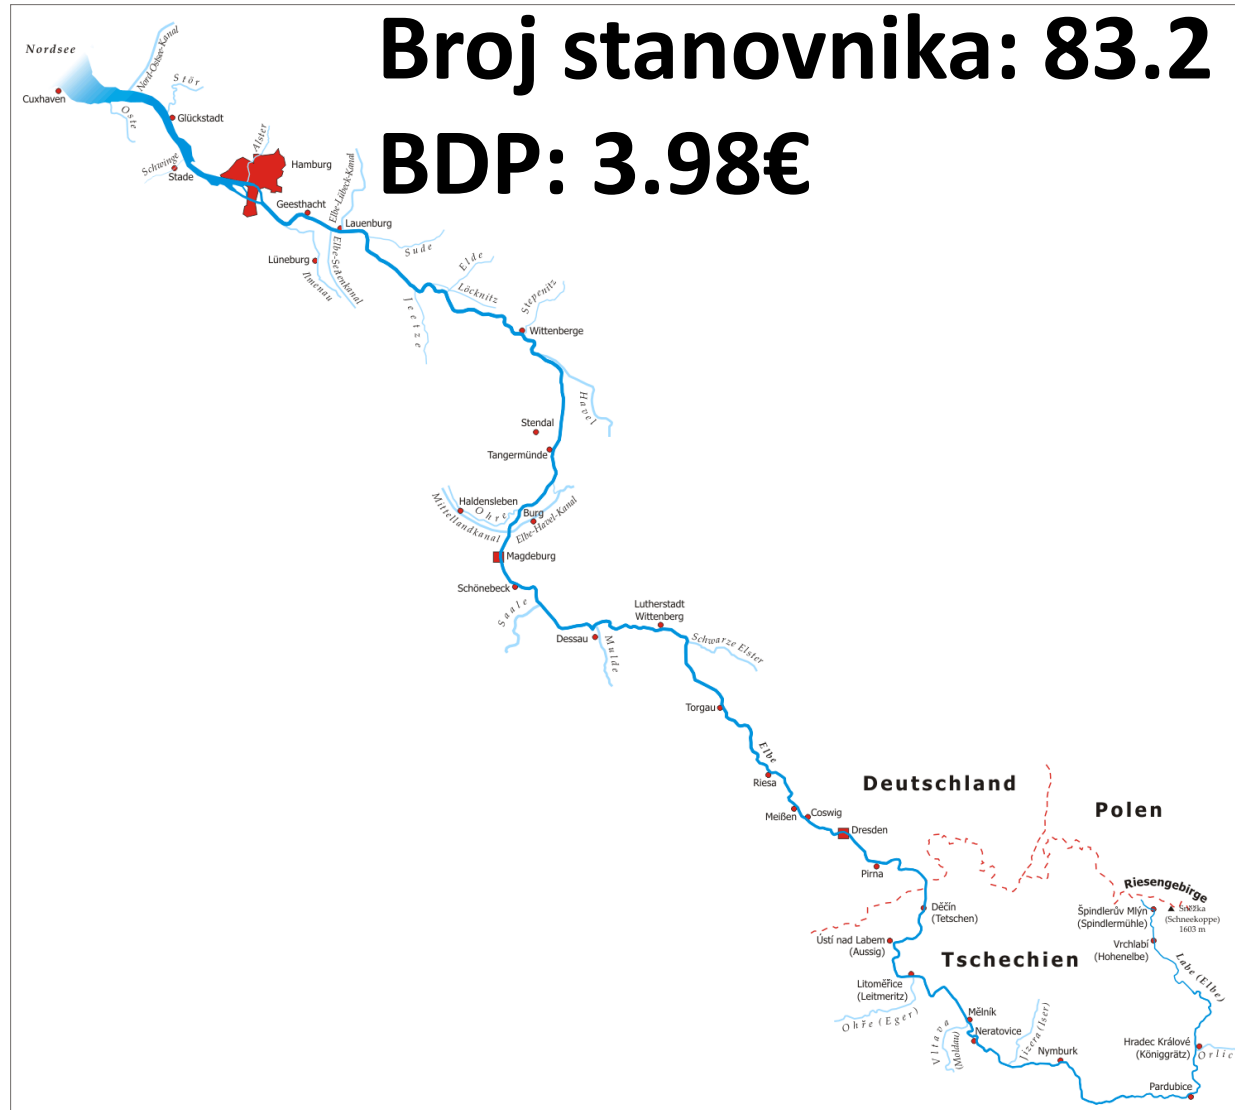 Broj stanovnika: 83.2
BDP: 3.98€
Nordsee
Nord-Ostsee-Kanal
Stör
Cuxhaven
Oste
Glückstadt
Alster
Schwinge
Stade
Hamburg
Elbe-Lübeck-Kanal
Geesthacht
Lauenburg
Sude
Elbe-Seitenkanal
Lüneburg
Ilmenau
Elde
Löcknitz
Jeetze
Stepenitz
Wittenberge
Havel
Stendal
Tangermünde
Haldensleben
Ohre
Mittellandkanal
Burg
Elbe-Havel-Kanal
Magdeburg
Schönebeck
Saale
Lutherstadt
Wittenberg
Dessau
Mulde
Schwarze Elster
Torgau
Elbe
Riesa
Deutschland
Meißen
Coswig
Polen
Dresden
Pirna
Riesengebirge
Děčín
(Tetschen)
Špindlerův Mlýn
(Spindlermühle)
Sněžka
(Schneekoppe)
1603 m
Ústí nad Labem
(Aussig)
Vrchlabí
(Hohenelbe)
Tschechien
Labe (Elbe)
Litoměřice
(Leitmeritz)
Ohře (Eger)
Mělník
Vltava
(Moldau)
Neratovice
Jizera (Iser)
Nymburk
Hradec Králové
(Königgrätz)
Orlic
Pardubice